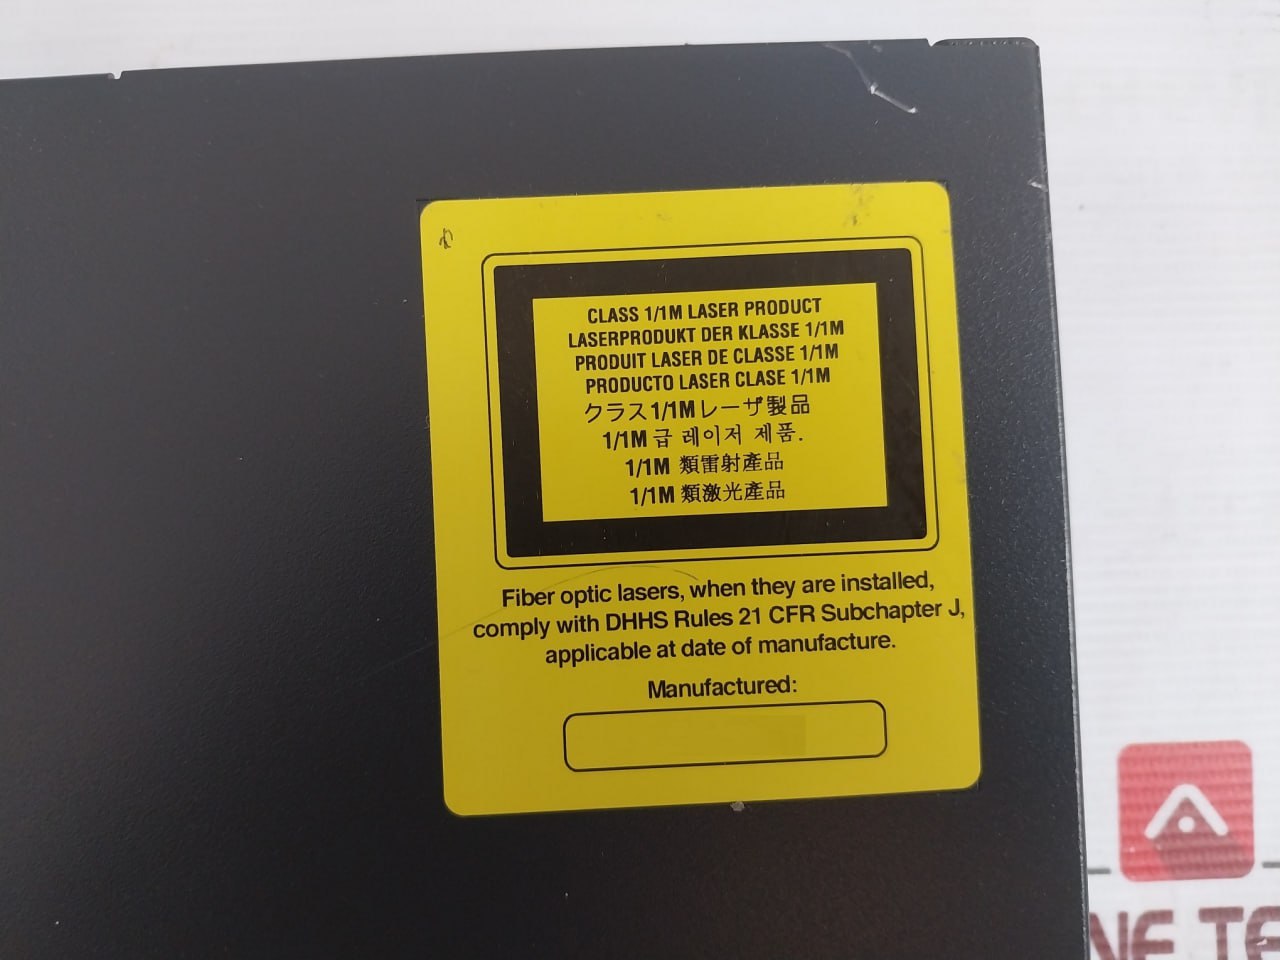 CLASS 1/1M LASER PRODUCT
LASERPRODUKT DER KLASSE 1/1M
PRODUIT LASER DE CLASSE 1/1M
PRODUCTO LASER CLASE 1/1M
クラス1/1Mレーザ製品
1/1M 급 레이저 제품.
1/1M 類雷射產品
1/1M 類激光產品
Fiber optic lasers, when they are installed,
comply with DHHS Rules 21 CFR Subchapter J,
applicable at date of manufacture.
Manufactured: